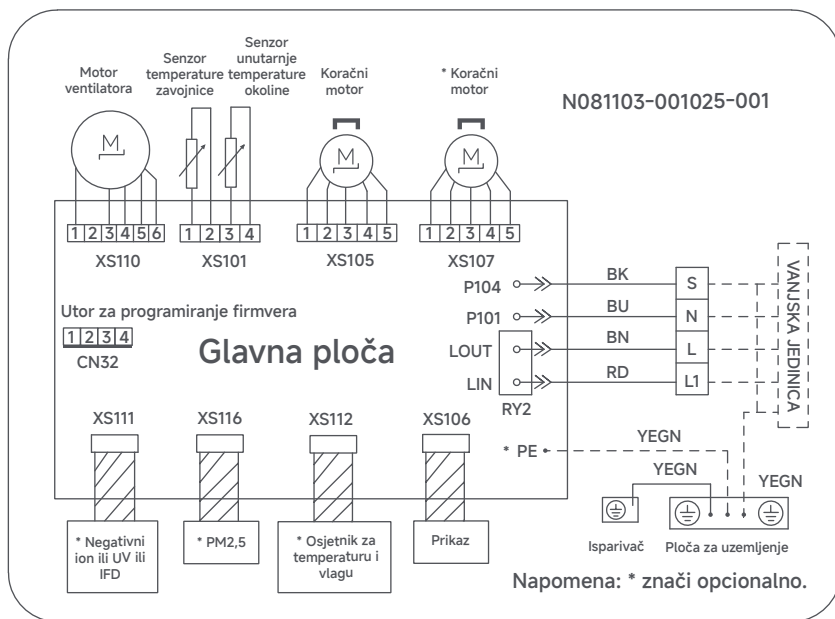 Motor
ventilatora
Senzor
temperature
zavojnice
Senzor
unutarnje
temperature
okoline
Koračni
motor
* Koračni
motor
N081103-001025-001
M
M
M
1 2 3 4 5 6
1 2 3 4
1 2 3 4 5
1 2 3 4 5
XS110
XS101
XS105
XS107
P104
BK
S
P101
BU
N
LOUT
BN
L
LIN
RD
L1
RY2
VANJSKA JEDINICA
Utor za programiranje firmvera
1 2 3 4
CN32
Glavna ploča
XS111
XS116
XS112
XS106
* PE
YEGN
YEGN
YEGN
* Negativni
ion ili UV ili
IFD
* PM2,5
* Osjetnik za
temperaturu i
vlagu
Prikaz
Isparivač
Ploča za uzemljenje
Napomena: * znači opcionalno.